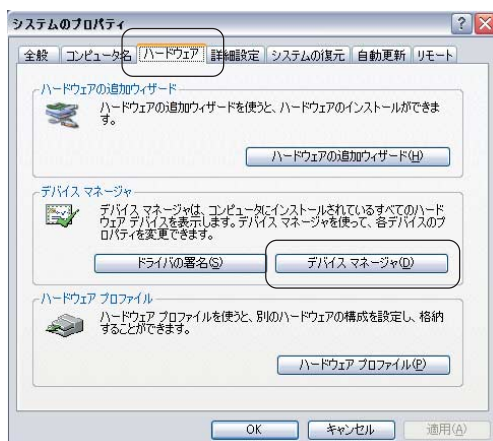 システムのプロパティ
全般 コンピュータ名 ハードウェア 詳細設定 システムの復元 自動更新 リモート
ハードウェアの追加ウィザード
ハードウェアの追加ウィザードを使うと、ハードウェアのインストールができま
す。
ハードウェアの追加ウィザード(H)
デバイス マネージャ
デバイス マネージャは、コンピュータにインストールされているすべてのハード
ウェア デバイスを表示します。デバイス マネージャを使って、各デバイスのプ
ロパティを変更できます。
ドライバの署名(S) デバイス マネージャ(D)
ハードウェア プロファイル
ハードウェア プロファイルを使うと、別のハードウェアの構成を設定し、格納
することができます。
ハードウェア プロファイル(P)
OK キャンセル 適用(A)